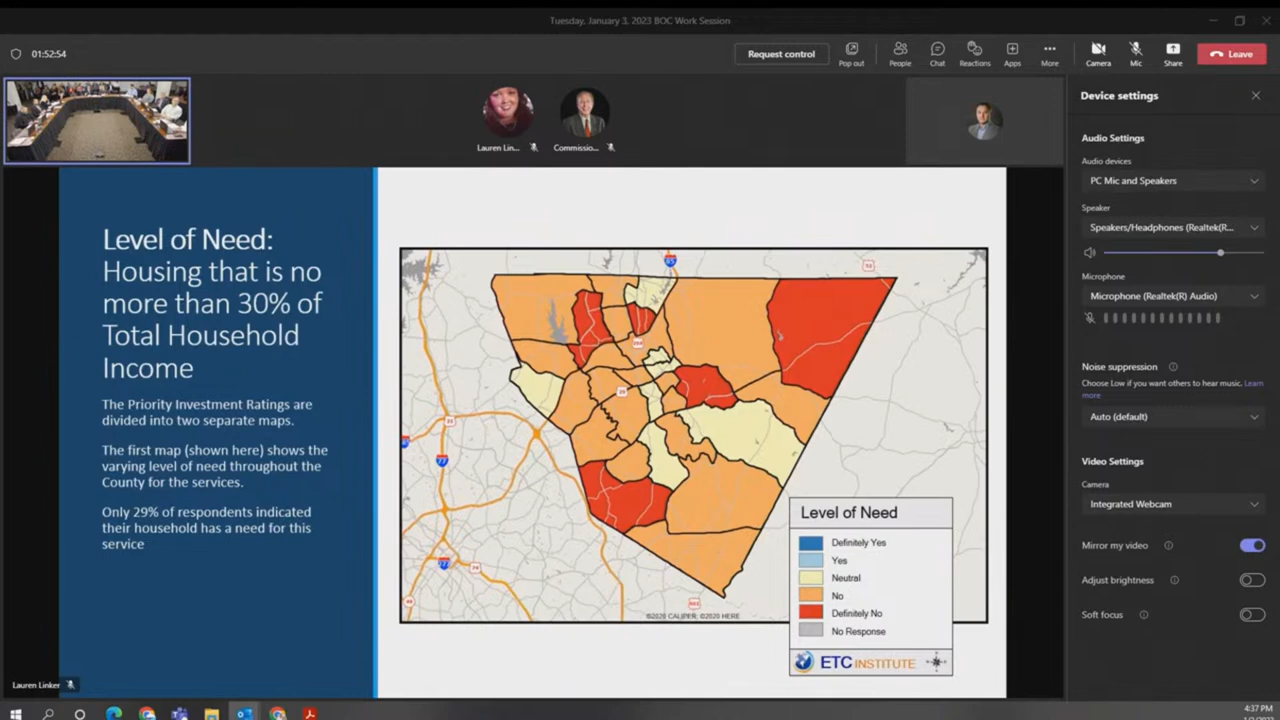 Tuesday, January 3, 2023 BOC Work Session
01:52:54
Request control
Pop out
People
Chat
Reactions
Apps
More
Camera
Mic
Share
Leave
Lauren Lin...
Commissio...
Level of Need:
Housing that is no
more than 30% of
Total Household
Income
The Priority Investment Ratings are
divided into two separate maps.
The first map (shown here) shows the
varying level of need throughout the
County for the services.
Only 29% of respondents indicated
their household has a need for this
service
85
77
©2020 CALIPER; ©2020 HERE
Level of Need
Definitely Yes
Yes
Neutral
No
Definitely No
No Response
ETC INSTITUTE
Lauren Linker
Device settings
Audio Settings
Audio devices
PC Mic and Speakers
Speaker
Speakers/Headphones (Realtek(R...
Microphone
Microphone (Realtek(R) Audio)
Noise suppression
Choose Low if you want others to hear music. Learn
more
Auto (default)
Video Settings
Camera
Integrated Webcam
Mirror my video
Adjust brightness
Soft focus
4:37 PM